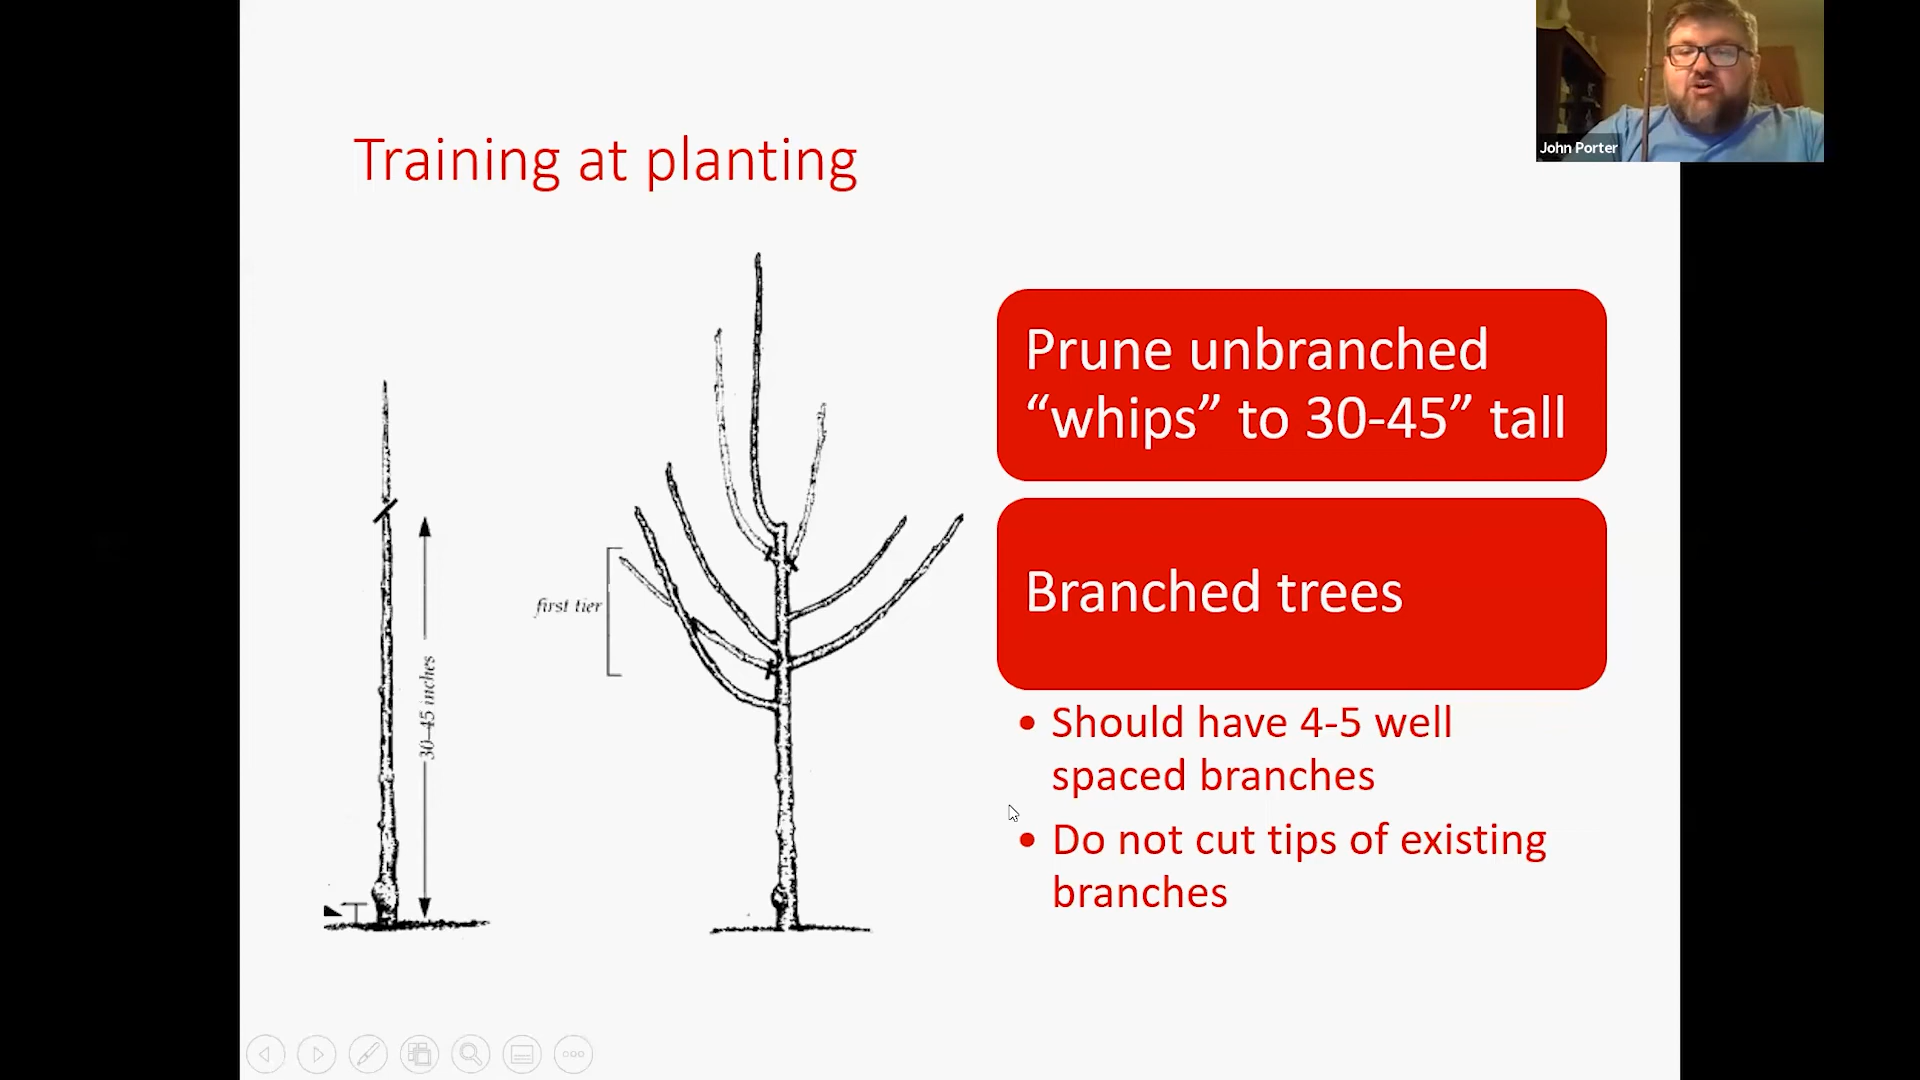 John Porter
Training at planting
Prune unbranched
“whips” to 30-45” tall
Branched trees
• Should have 4-5 well
spaced branches
• Do not cut tips of existing
branches
first tier
30–45 inches